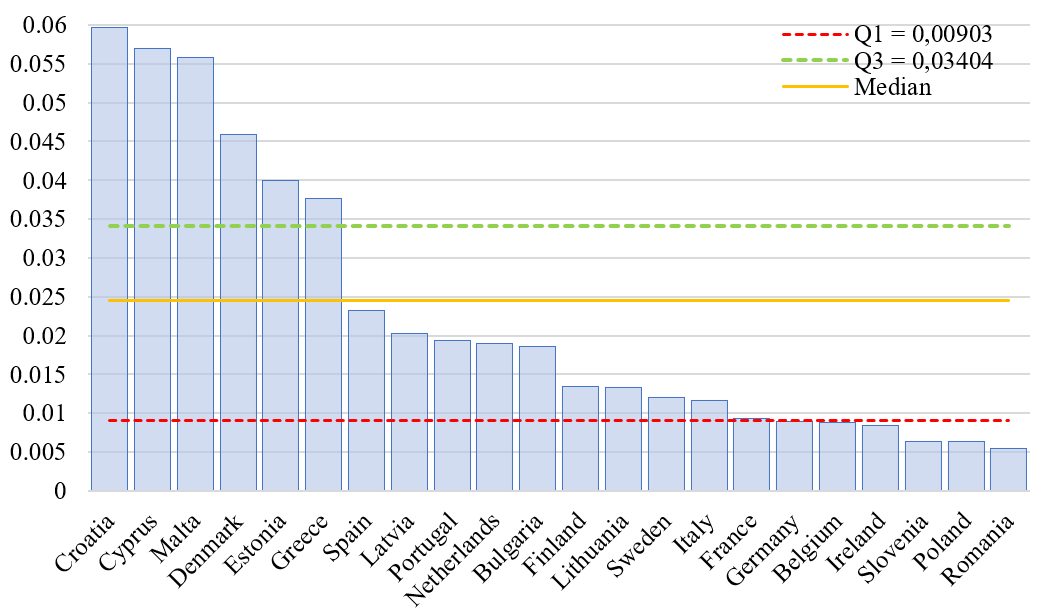 0.06
0.055
0.05
0.045
0.04
0.035
0.03
0.025
0.02
0.015
0.01
0.005
0
Q1 = 0,00903
Q3 = 0,03404
Median
Croatia
Cyprus
Malta
Denmark
Estonia
Greece
Spain
Latvia
Portugal
Netherlands
Bulgaria
Finland
Lithuania
Sweden
Italy
France
Germany
Belgium
Ireland
Slovenia
Poland
Romania